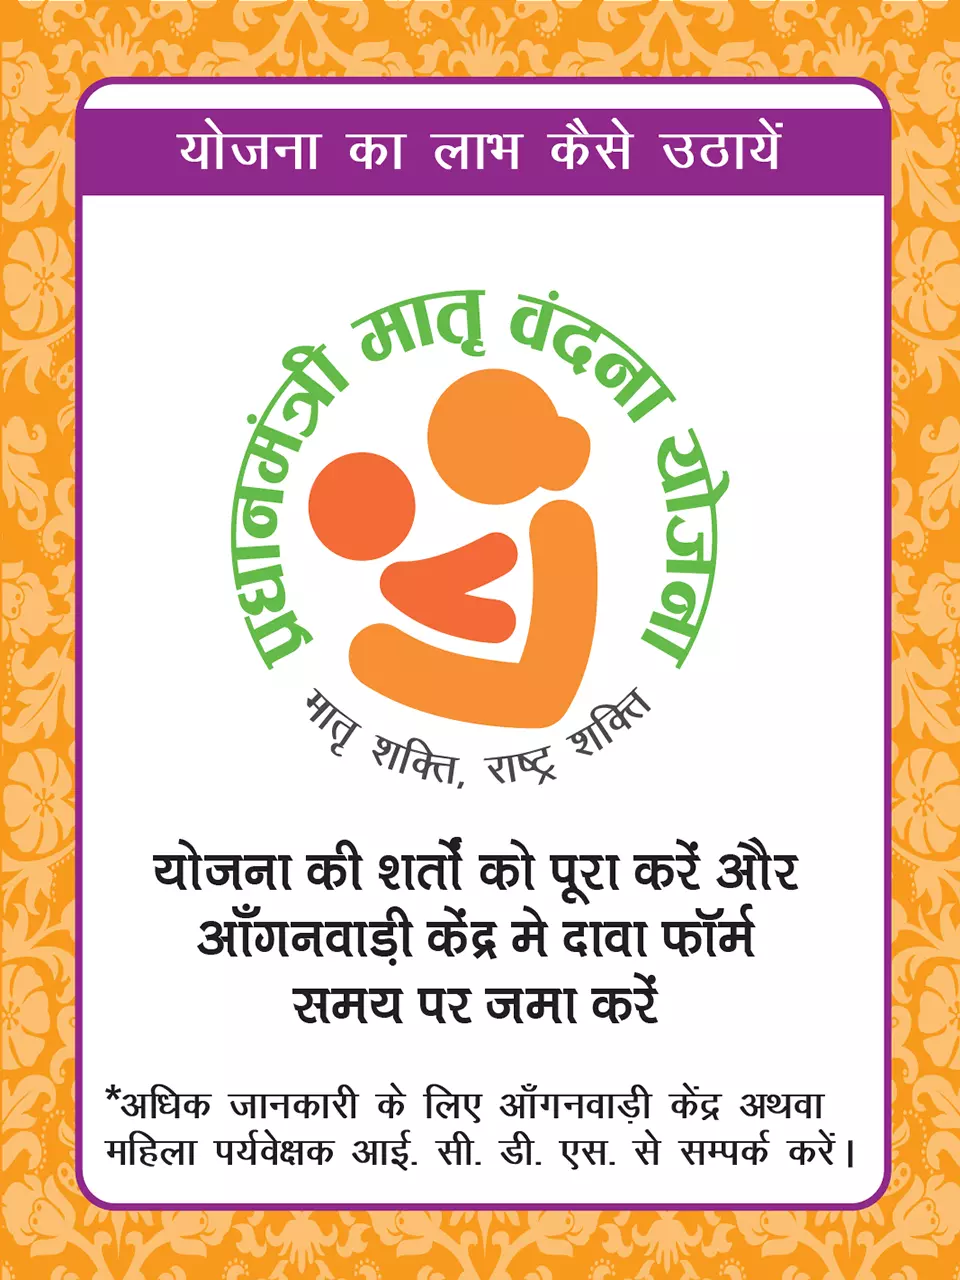 योजना का लाभ कैसे उठायें
प्रधानमंत्री मातृ वंदना योजना
मातृ शक्ति, राष्ट्र शक्ति
योजना की शर्तों को पूरा करें और
आँगनवाड़ी केंद्र मे दावा फॉर्म
समय पर जमा करें
*अधिक जानकारी के लिए आँगनवाड़ी केंद्र अथवा
महिला पर्यवेक्षक आई. सी. डी. एस. से सम्पर्क करें।